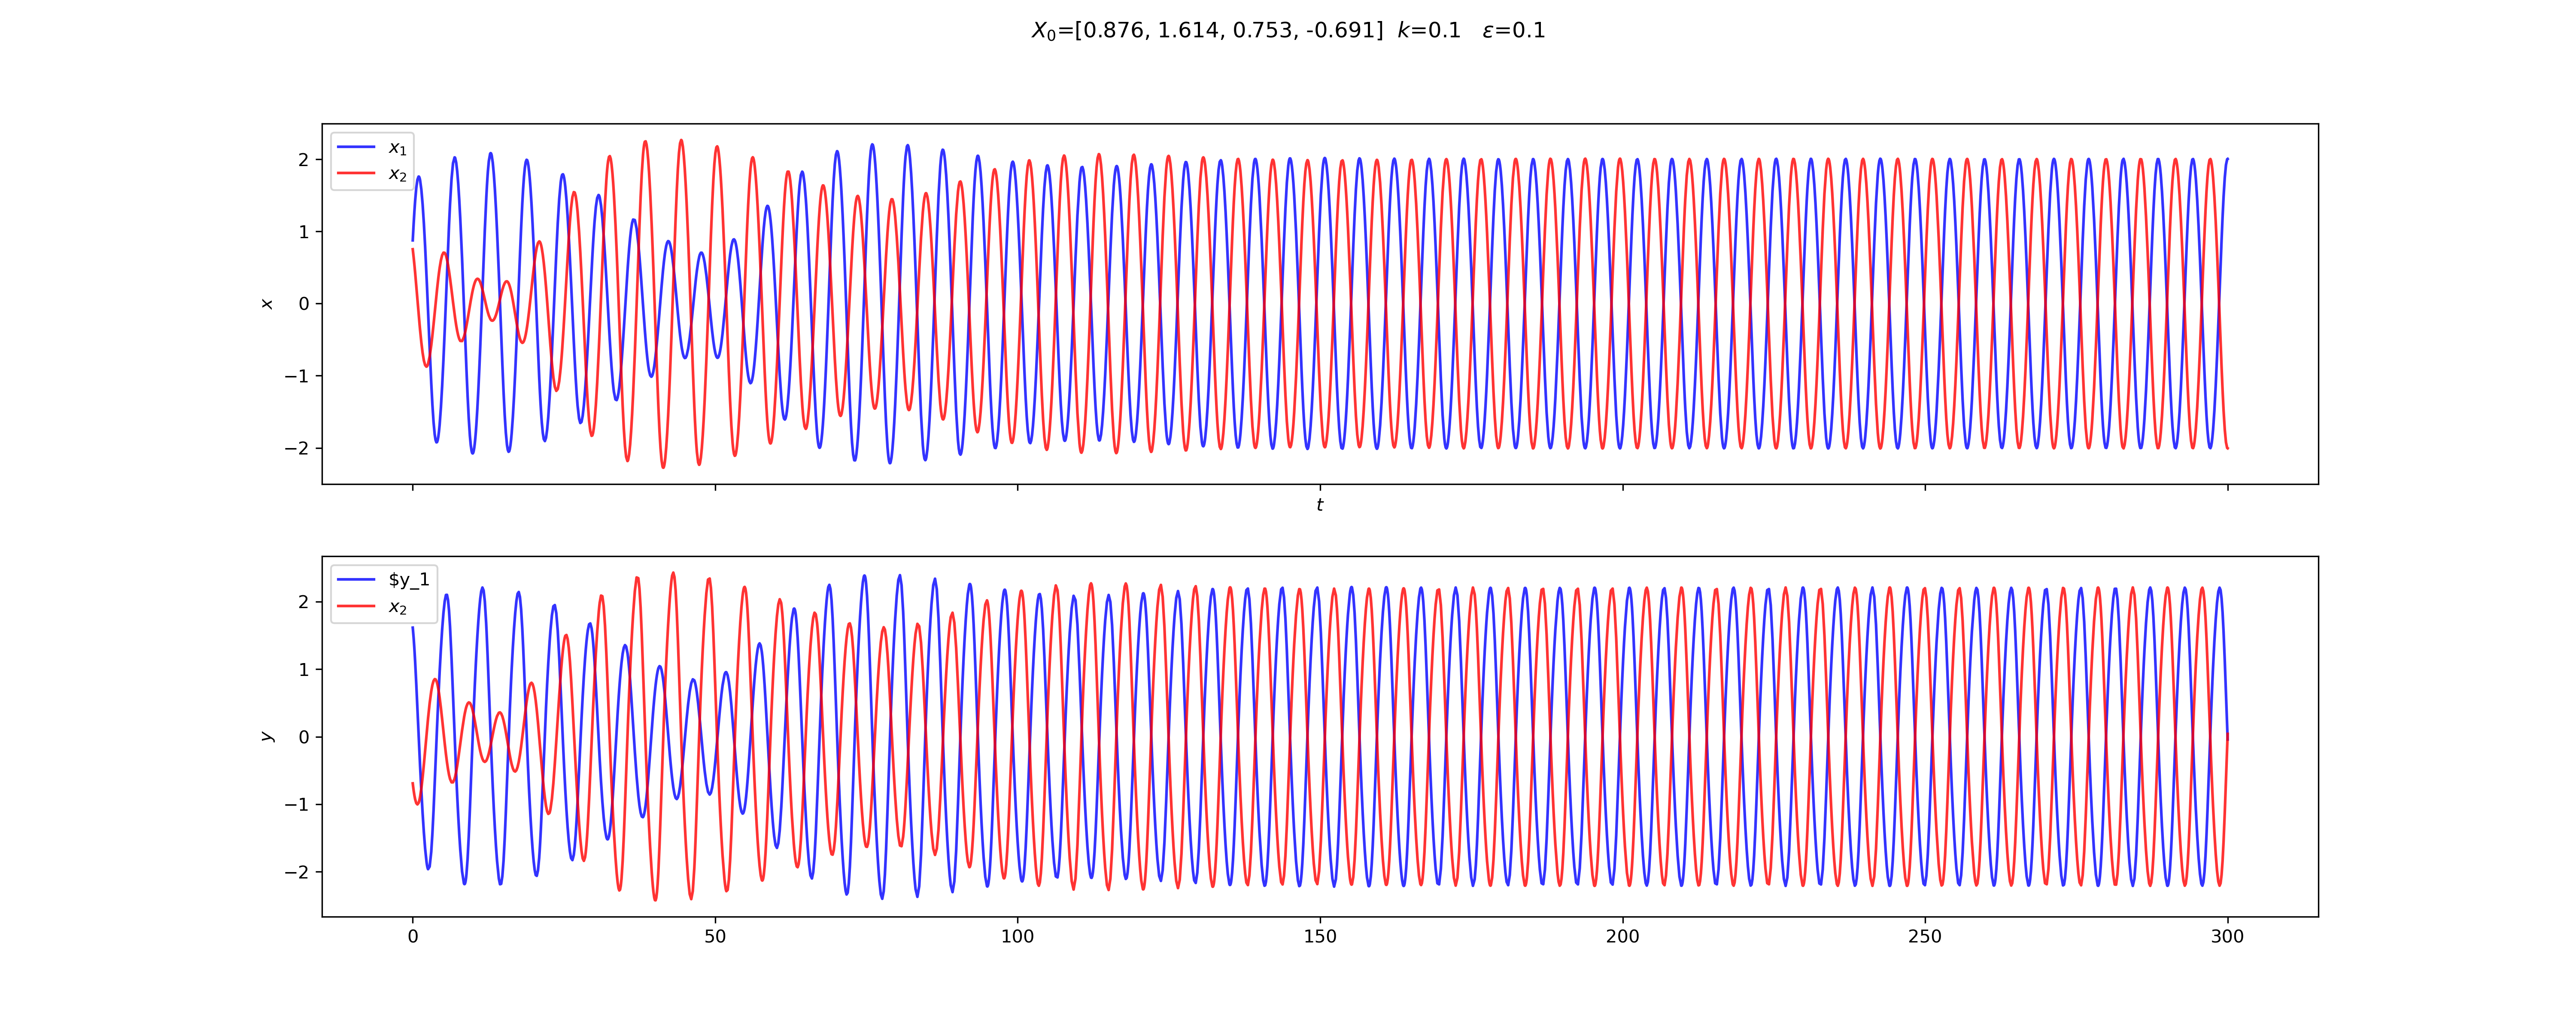 X₀=[0.876, 1.614, 0.753, -0.691] k=0.1 ε=0.1
x₁
x₂
2
1
0
−1
−2
x
t
$y_1
x₂
2
1
0
−1
−2
y
0 50 100 150 200 250 300